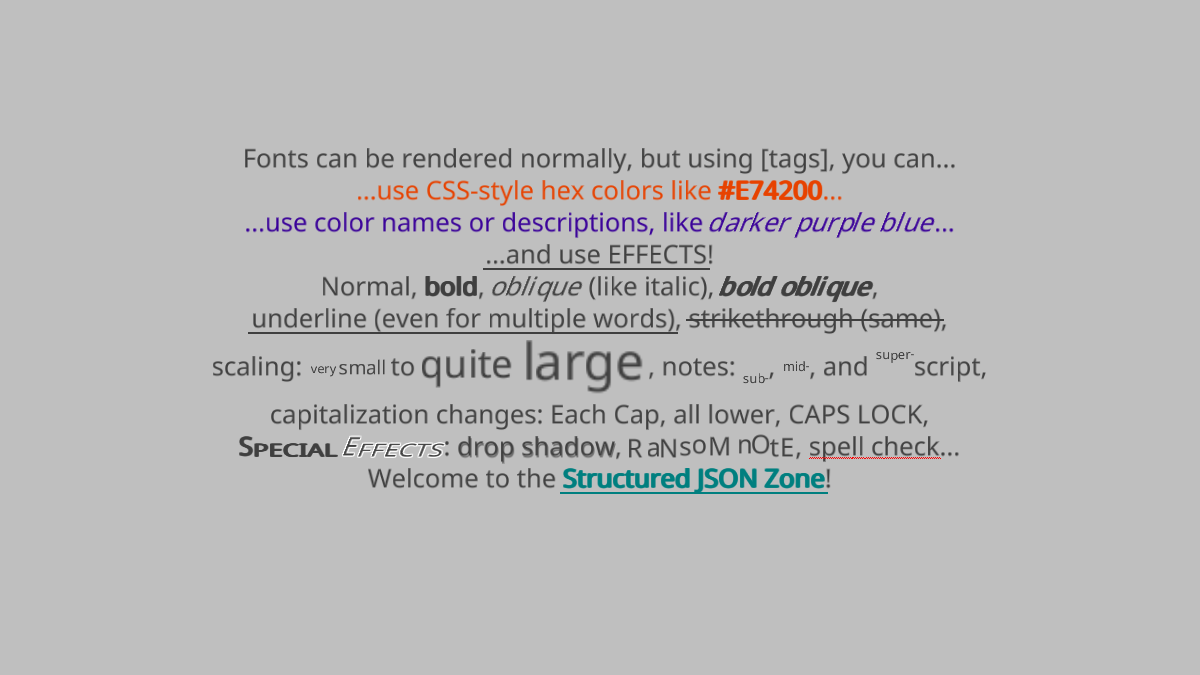 Fonts can be rendered normally, but using [tags], you can...
...use CSS-style hex colors like #E74200...
...use color names or descriptions, like darker purple blue...
...and use EFFECTS!
Normal, bold, oblique (like italic), bold oblique,
underline (even for multiple words), strikethrough (same),
scaling: very small to quite large, notes: sub-, mid-, and super-script,
capitalization changes: Each Cap, all lower, CAPS LOCK,
SPECIAL EFFECTS: drop shadow, RaNsoM nOtE, spell check...
Welcome to the Structured JSON Zone!